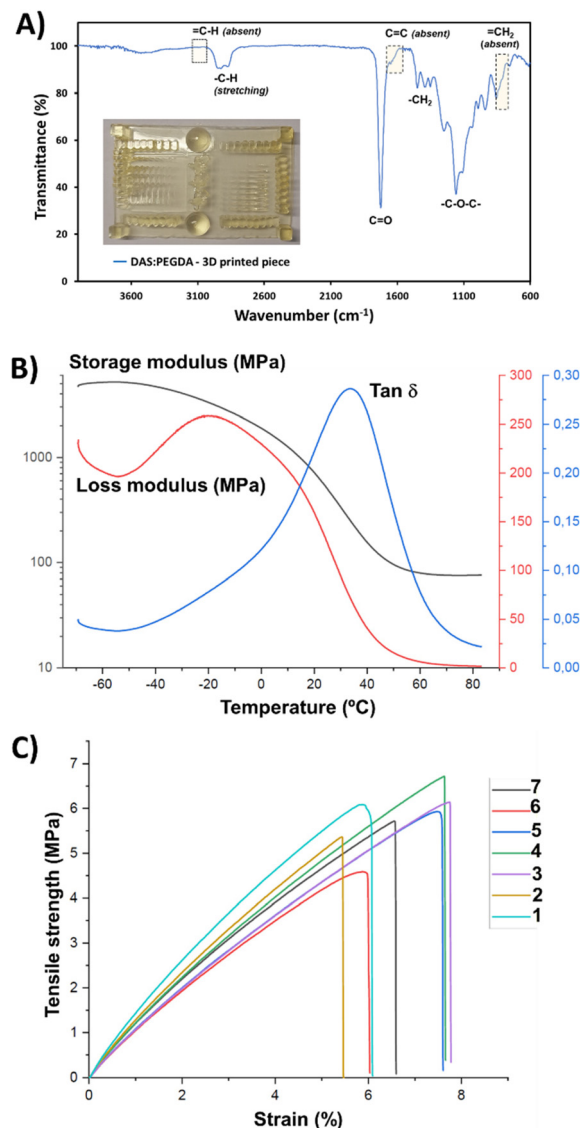 A)
=C-H (absent)
C=C (absent)
=CH₂
(absent)
-C-H
(stretching)
-CH₂
C=O
-C-O-C-
Transmittance (%)
100
80
60
40
20
0
DAS:PEGDA - 3D printed piece
4000 3100 2600 2100 1600 1100 600
Wavenumber (cm⁻¹)
B)
Storage modulus (MPa)
Tan δ
Loss modulus (MPa)
1000
100
10
300
250
200
150
100
50
0
0,30
0,25
0,20
0,15
0,10
0,05
0,00
-60 -40 -20 0 20 40 60 80
Temperature (ºC)
C)
Tensile strength (MPa)
7
6
5
4
3
2
1
0
7
6
5
4
3
2
1
0 2 4 6 8
Strain (%)